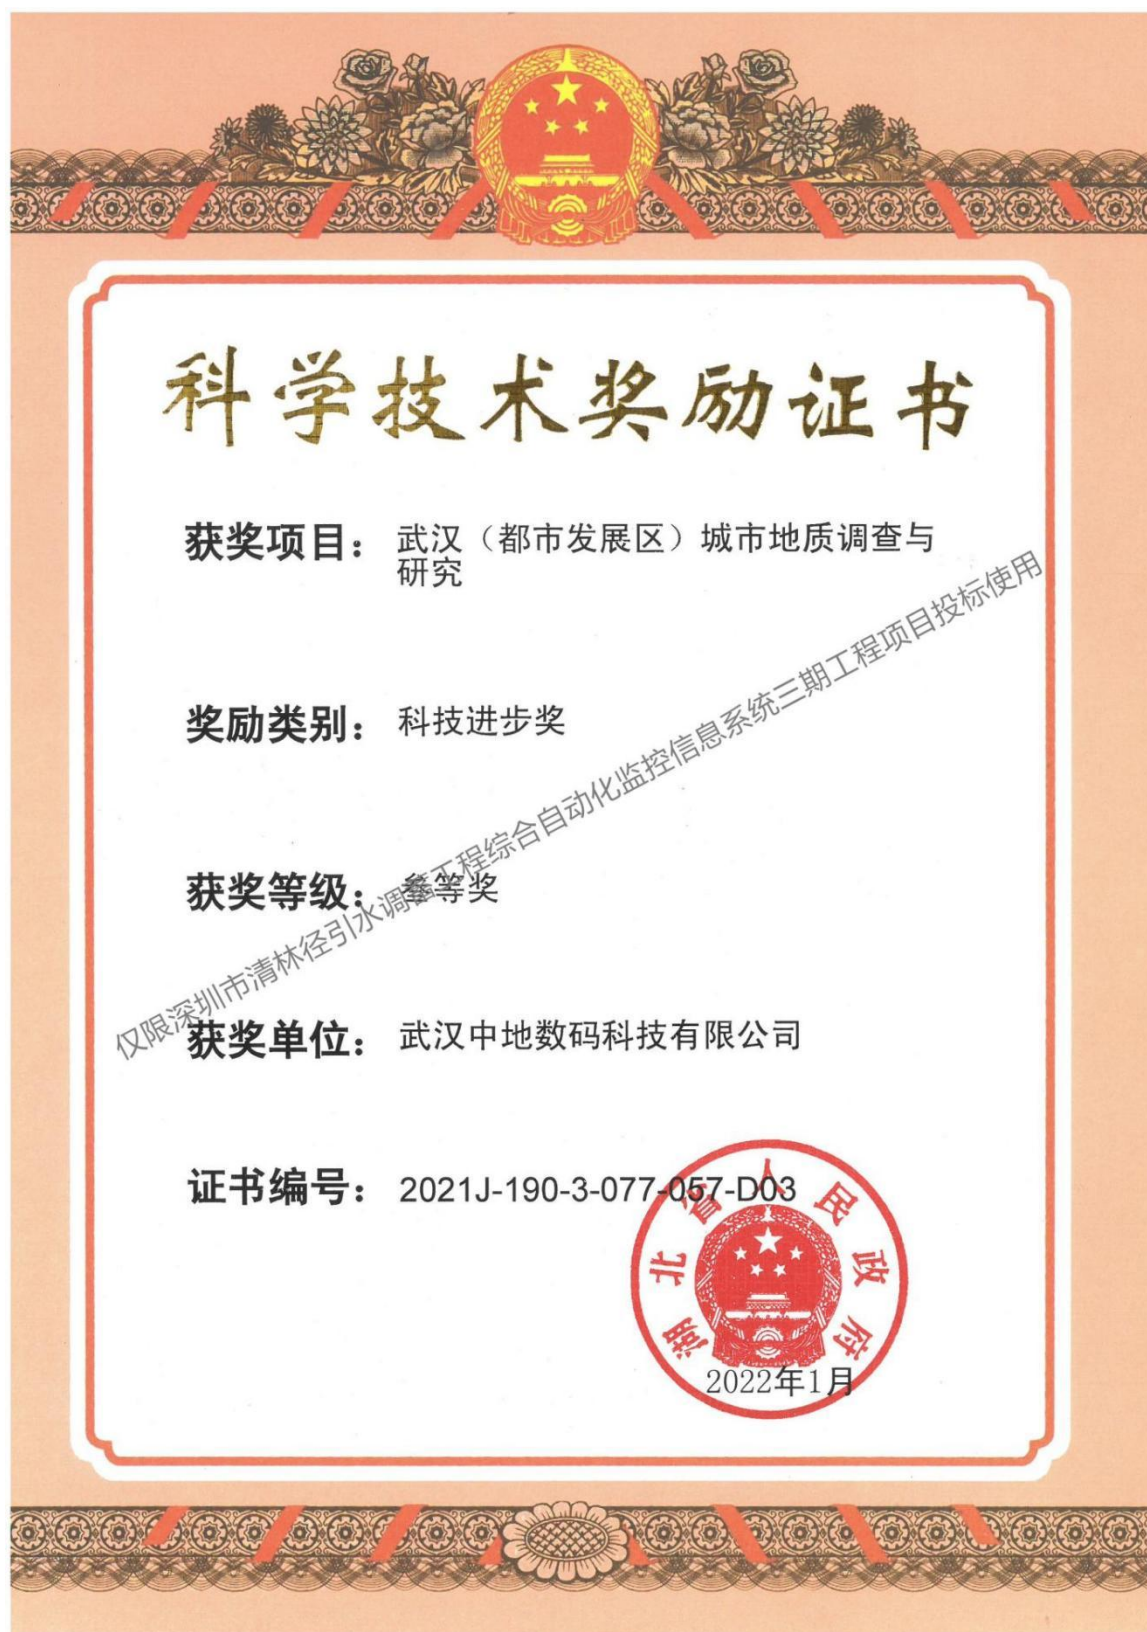 科学技术奖励证书
获奖项目： 武汉（都市发展区）城市地质调查与
研究
奖励类别： 科技进步奖
获奖等级： 叁等奖
获奖单位： 武汉中地数码科技有限公司
证书编号： 2021J-190-3-077-057-D03
湖北省人民政府
2022年1月
仅限深圳市清林径引水调蓄工程综合自动化监控信息系统三期工程项目投标使用